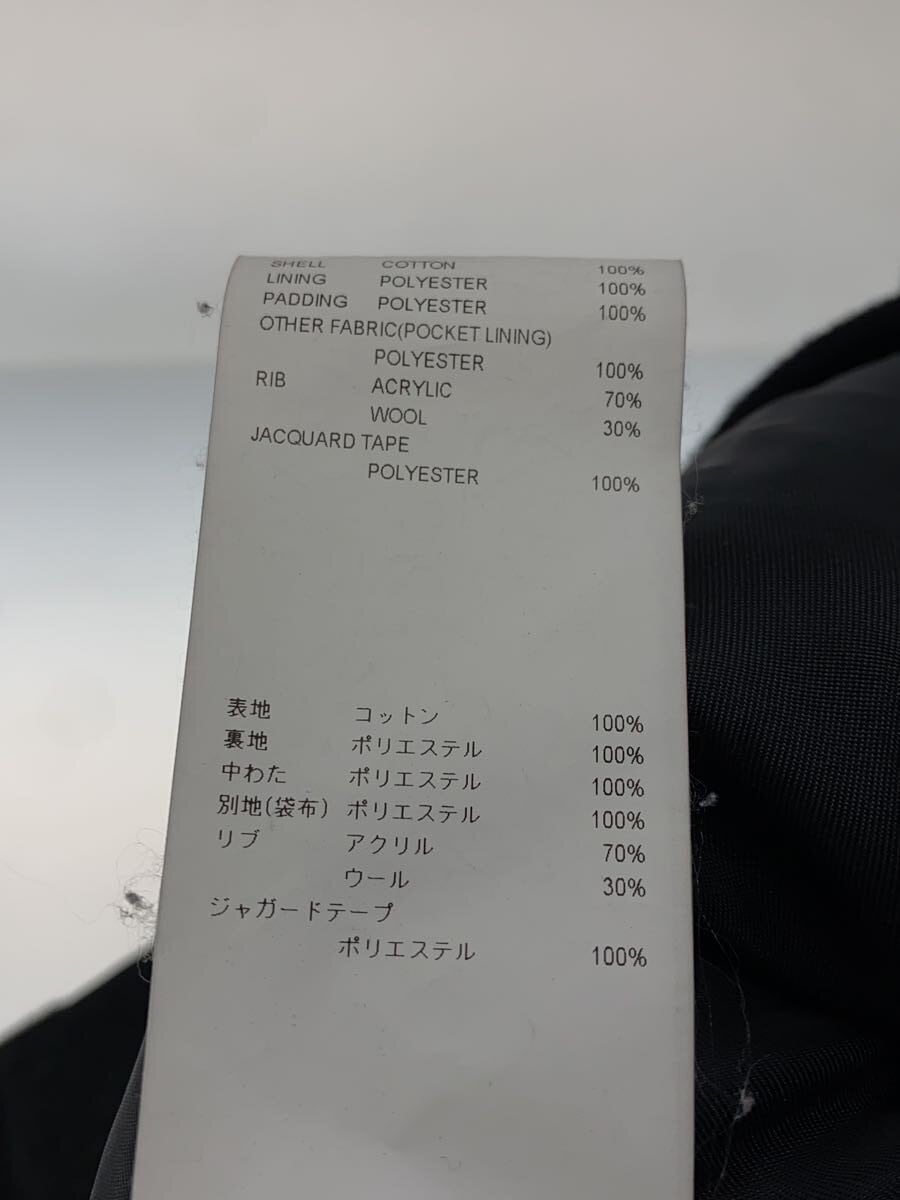 SHELL COTTON 100%
LINING POLYESTER 100%
PADDING POLYESTER 100%
OTHER FABRIC(POCKET LINING)
POLYESTER 100%
RIB ACRYLIC 70%
WOOL 30%
JACQUARD TAPE
POLYESTER 100%
表地 コットン 100%
裏地 ポリエステル 100%
中わた ポリエステル 100%
別地(袋布) ポリエステル 100%
リブ アクリル 70%
ウール 30%
ジャガードテープ
ポリエステル 100%